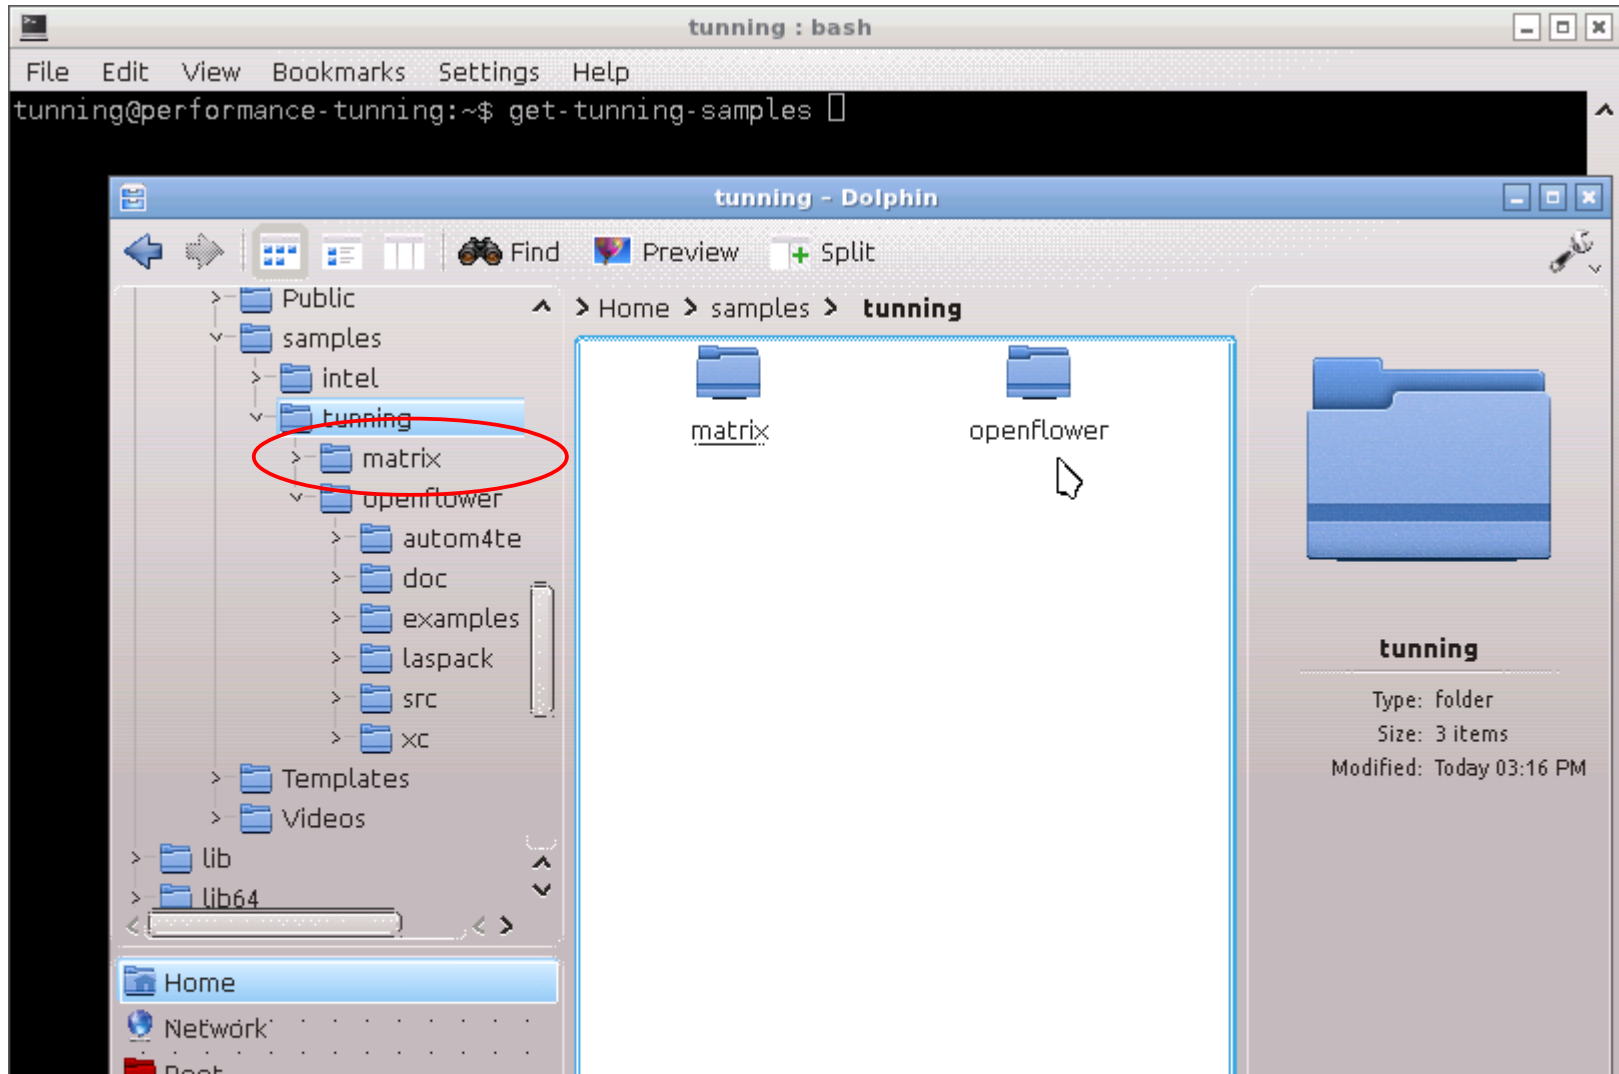 tunning : bash
File Edit View Bookmarks Settings Help
tunning@performance-tunning:~$ get-tunning-samples
tunning – Dolphin
Find Preview Split
Public
samples
intel
tunning
matrix
openflower
autom4te
doc
examples
laspack
src
xc
Templates
Videos
lib
lib64
Home
Network
Root
> Home > samples > tunning
matrix openflower
tunning
Type: folder
Size: 3 items
Modified: Today 03:16 PM